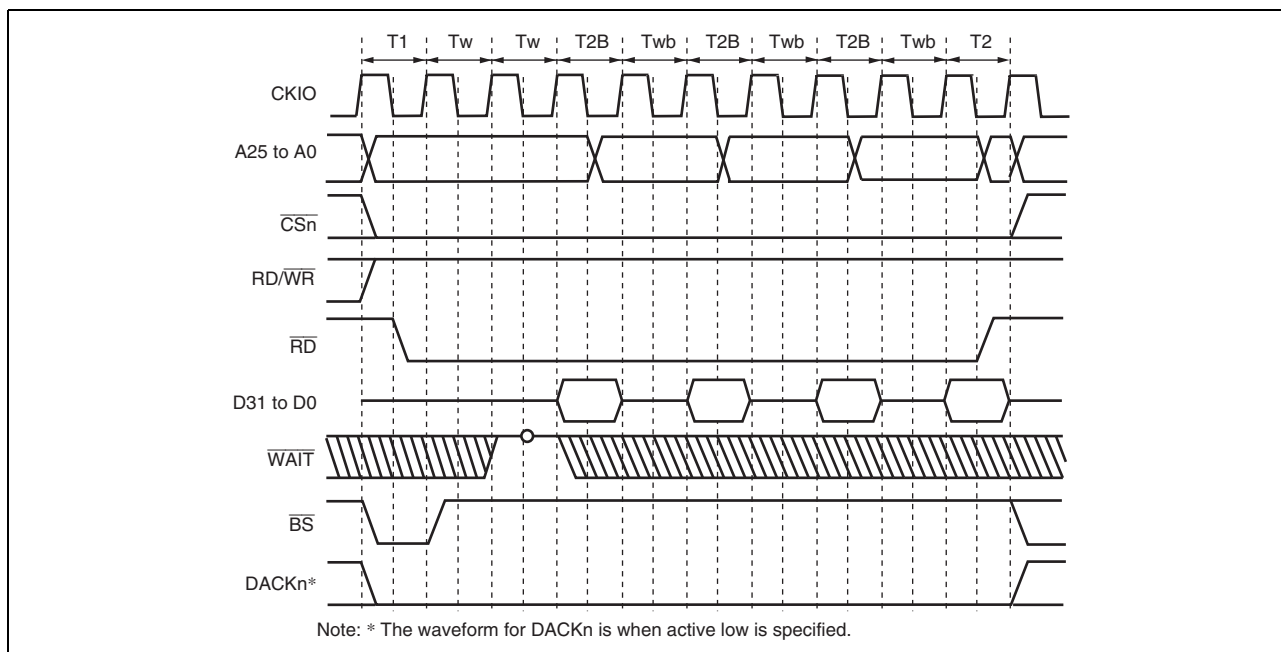 T1 Tw Tw T2B Twb T2B Twb T2B Twb T2
CKIO
A25 to A0
CSn
RD/WR
RD
D31 to D0
WAIT
BS
DACKn*
Note: * The waveform for DACKn is when active low is specified.